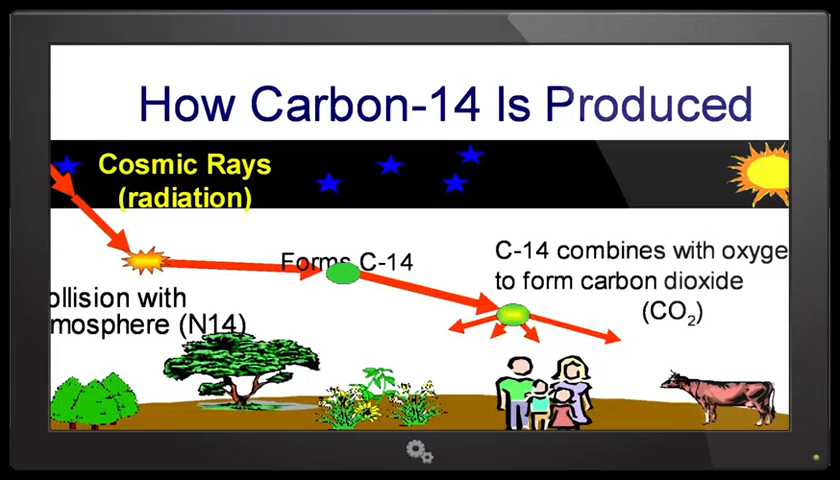 How Carbon-14 Is Produced
Cosmic Rays
(radiation)
Forms C-14
C-14 combines with oxyge
to form carbon dioxide
(CO₂)
ollision with
mosphere (N14)